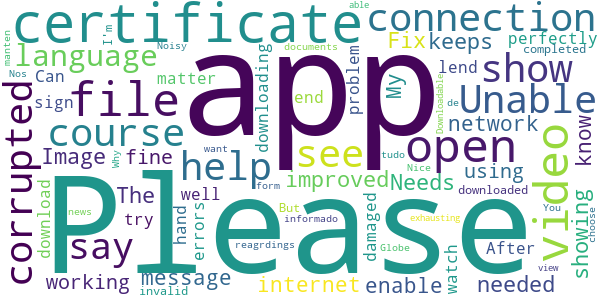 certificate able connection
manten I'm Noisy documents Fix keeps perfectly
Nos language Can completed
app matter problem My lend show
file sign downloading end Unable
corrupted course see open network Downloadable de video know
Image fine help improved Needs using
Why want tudo
The well form Nice downloaded
Please try hand But informado damaged showing
download say errors reagrdings Globe exhausting You choose
news After view
working message internet enable watch needed
invalid